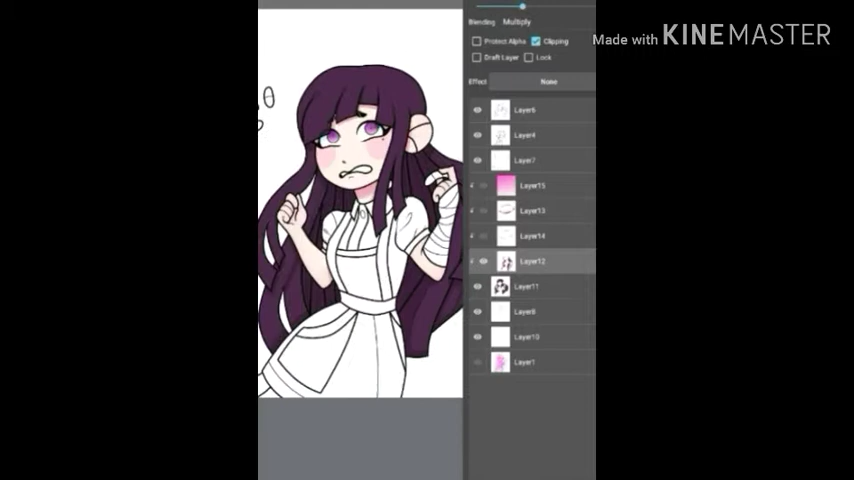 Blending Multiply
Protect Alpha Clipping
Draft Layer Lock
Effect None
Made with KINEMASTER
Layer6
Layer4
Layer7
Layer15
Layer13
Layer14
Layer12
Layer11
Layer8
Layer10
Layer1